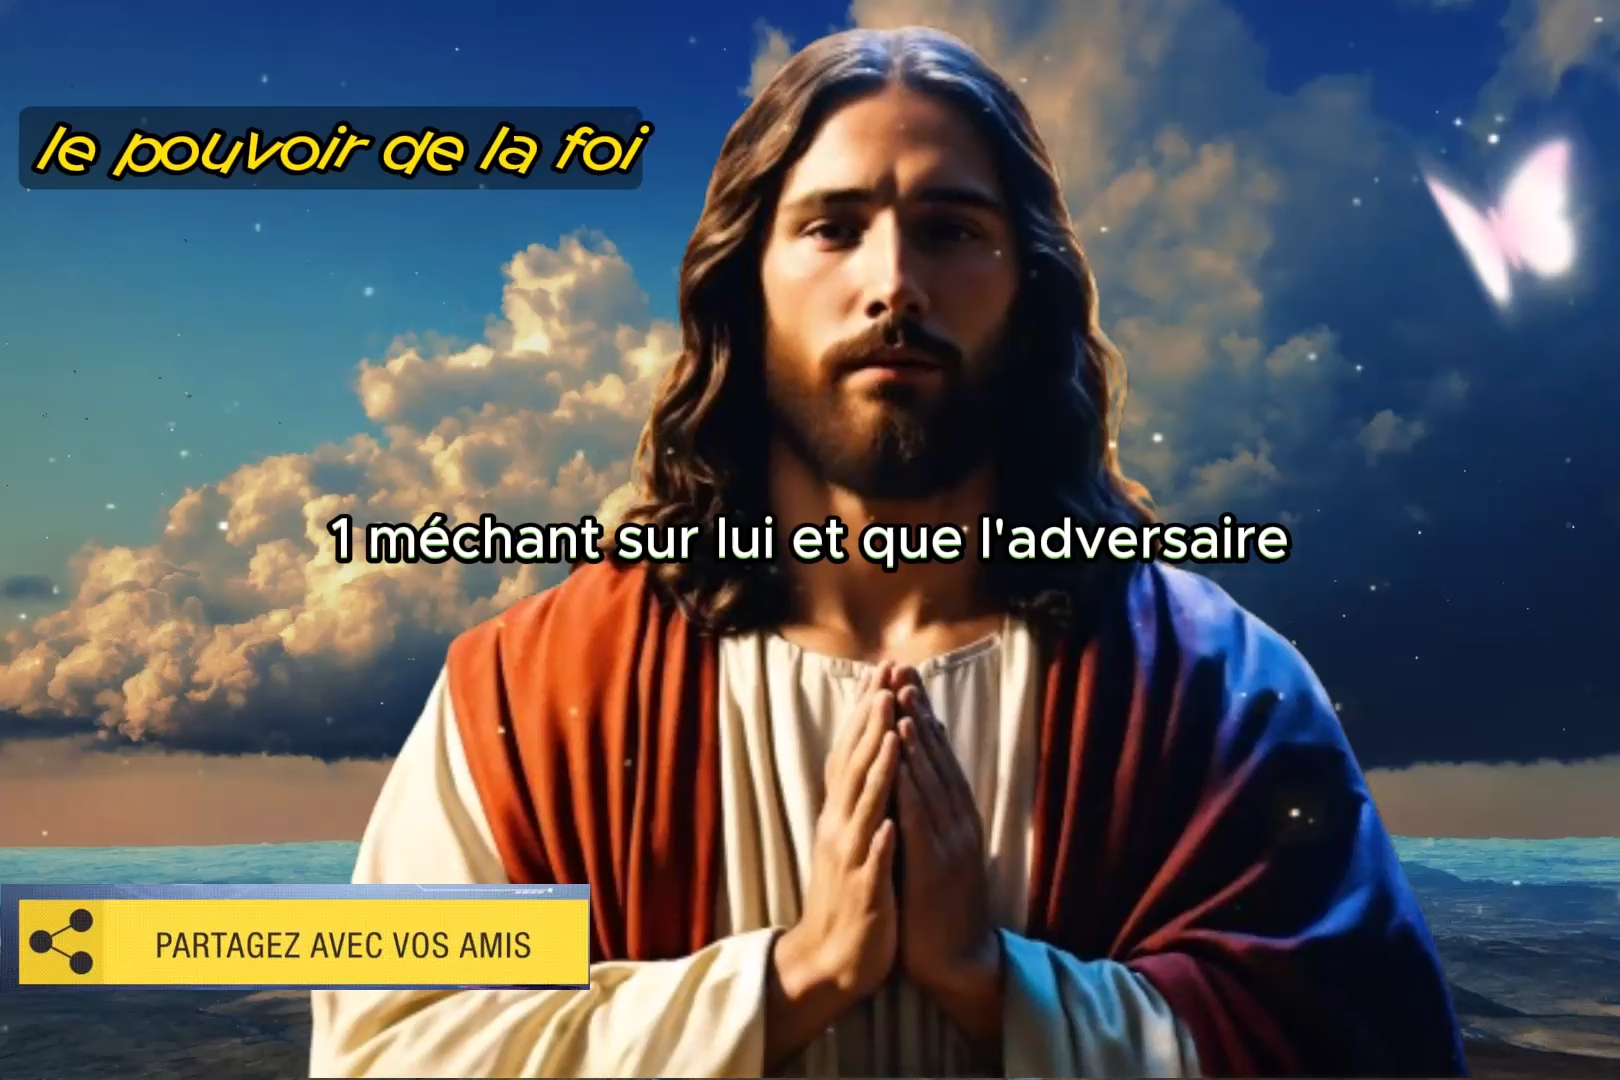 le pouvoir de la foi
1 méchant sur lui et que l'adversaire
PARTAGEZ AVEC VOS AMIS